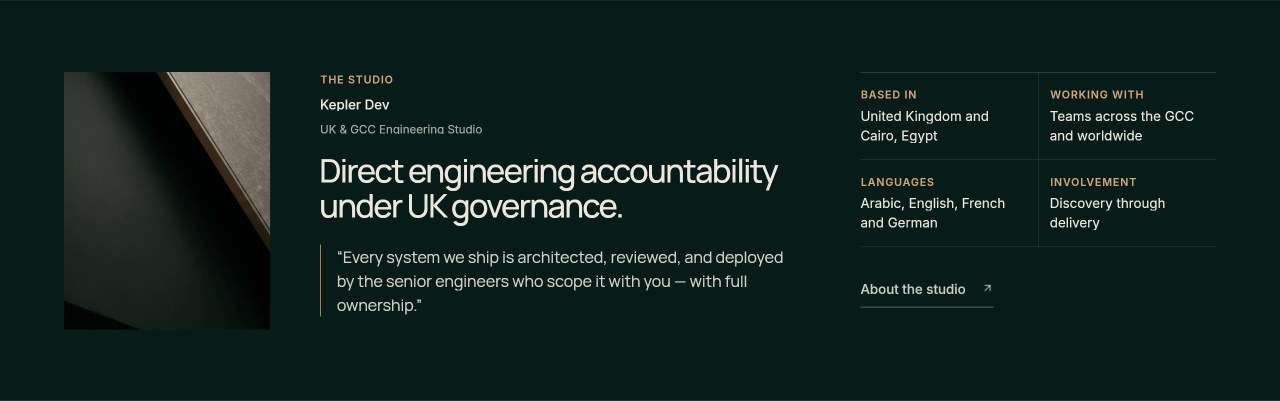 THE STUDIO
Kepler Dev
UK & GCC Engineering Studio
Direct engineering accountability
under UK governance.
“Every system we ship is architected, reviewed, and deployed
by the senior engineers who scope it with you — with full
ownership.”
BASED IN
United Kingdom and
Cairo, Egypt
WORKING WITH
Teams across the GCC
and worldwide
LANGUAGES
Arabic, English, French
and German
INVOLVEMENT
Discovery through
delivery
About the studio